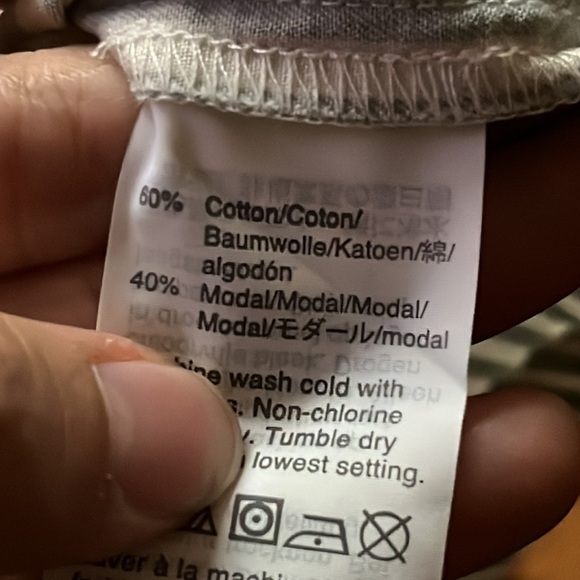 60% Cotton/Coton/
Baumwolle/Katoen/綿/
algodón
40% Modal/Modal/Modal/
Modal/モダール/modal
wash cold with
Non-chlorine
Tumble dry
lowest setting.
à la